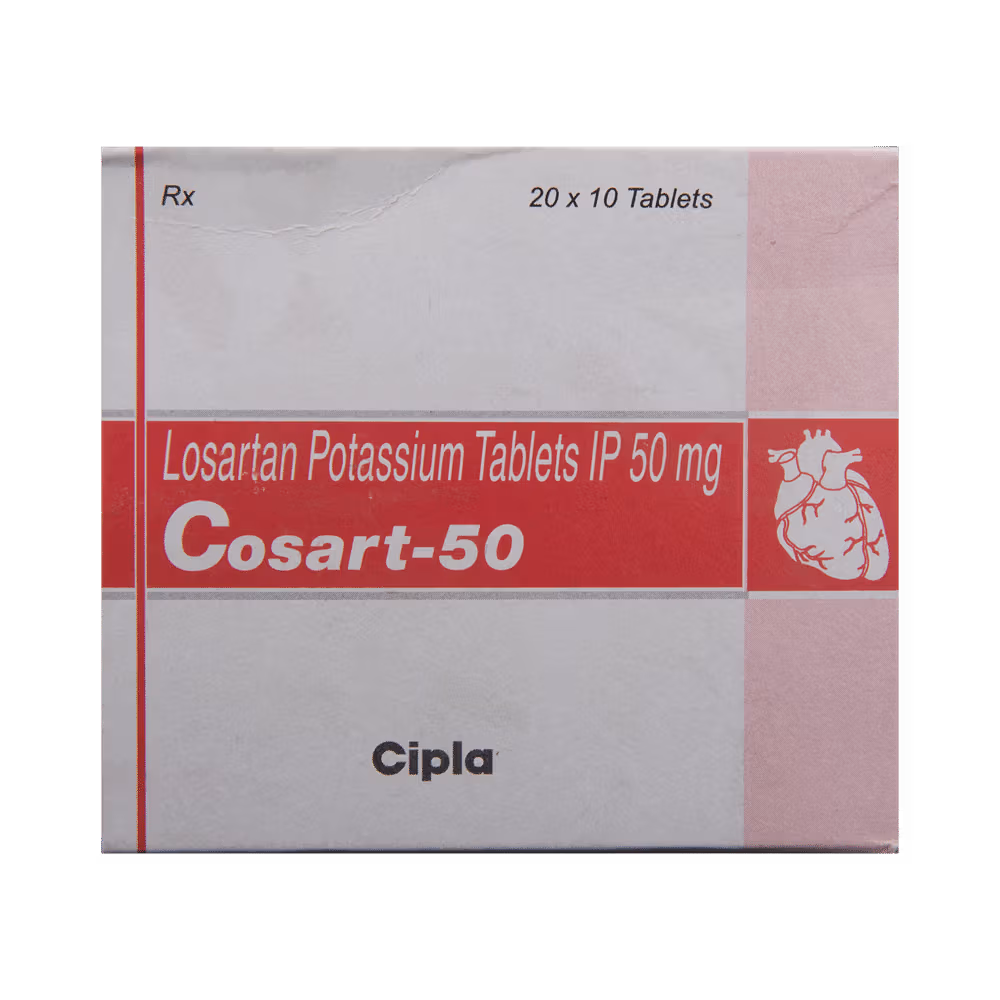 Rx
20 x 10 Tablets
Losartan Potassium Tablets IP 50 mg
Cosart-50
Cipla